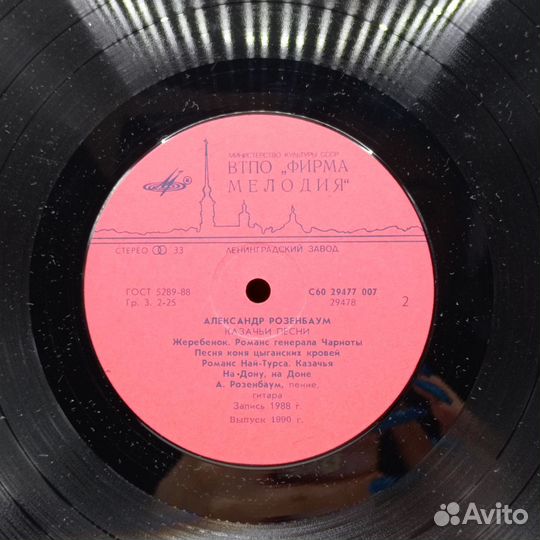 МИНИСТЕРСТВО КУЛЬТУРЫ СССР
ВТПО „ФИРМА
МЕЛОДИЯ"
СТЕРЕО 33
ЛЕНИНГРАДСКИЙ ЗАВОД
ГОСТ 5289-88
Гр. 3. 2-25
С60 29477 007
29478
2
АЛЕКСАНДР РОЗЕНБАУМ
КАЗАЧЬИ ПЕСНИ
Жеребенок. Романс генерала Чарноты
Песня коня цыганских кровей
Романс Най-Турса. Казачья
На-Дону, на Доне
А. Розенбаум, пение,
гитара
Запись 1988 г.
Выпуск 1990 г.
Avito